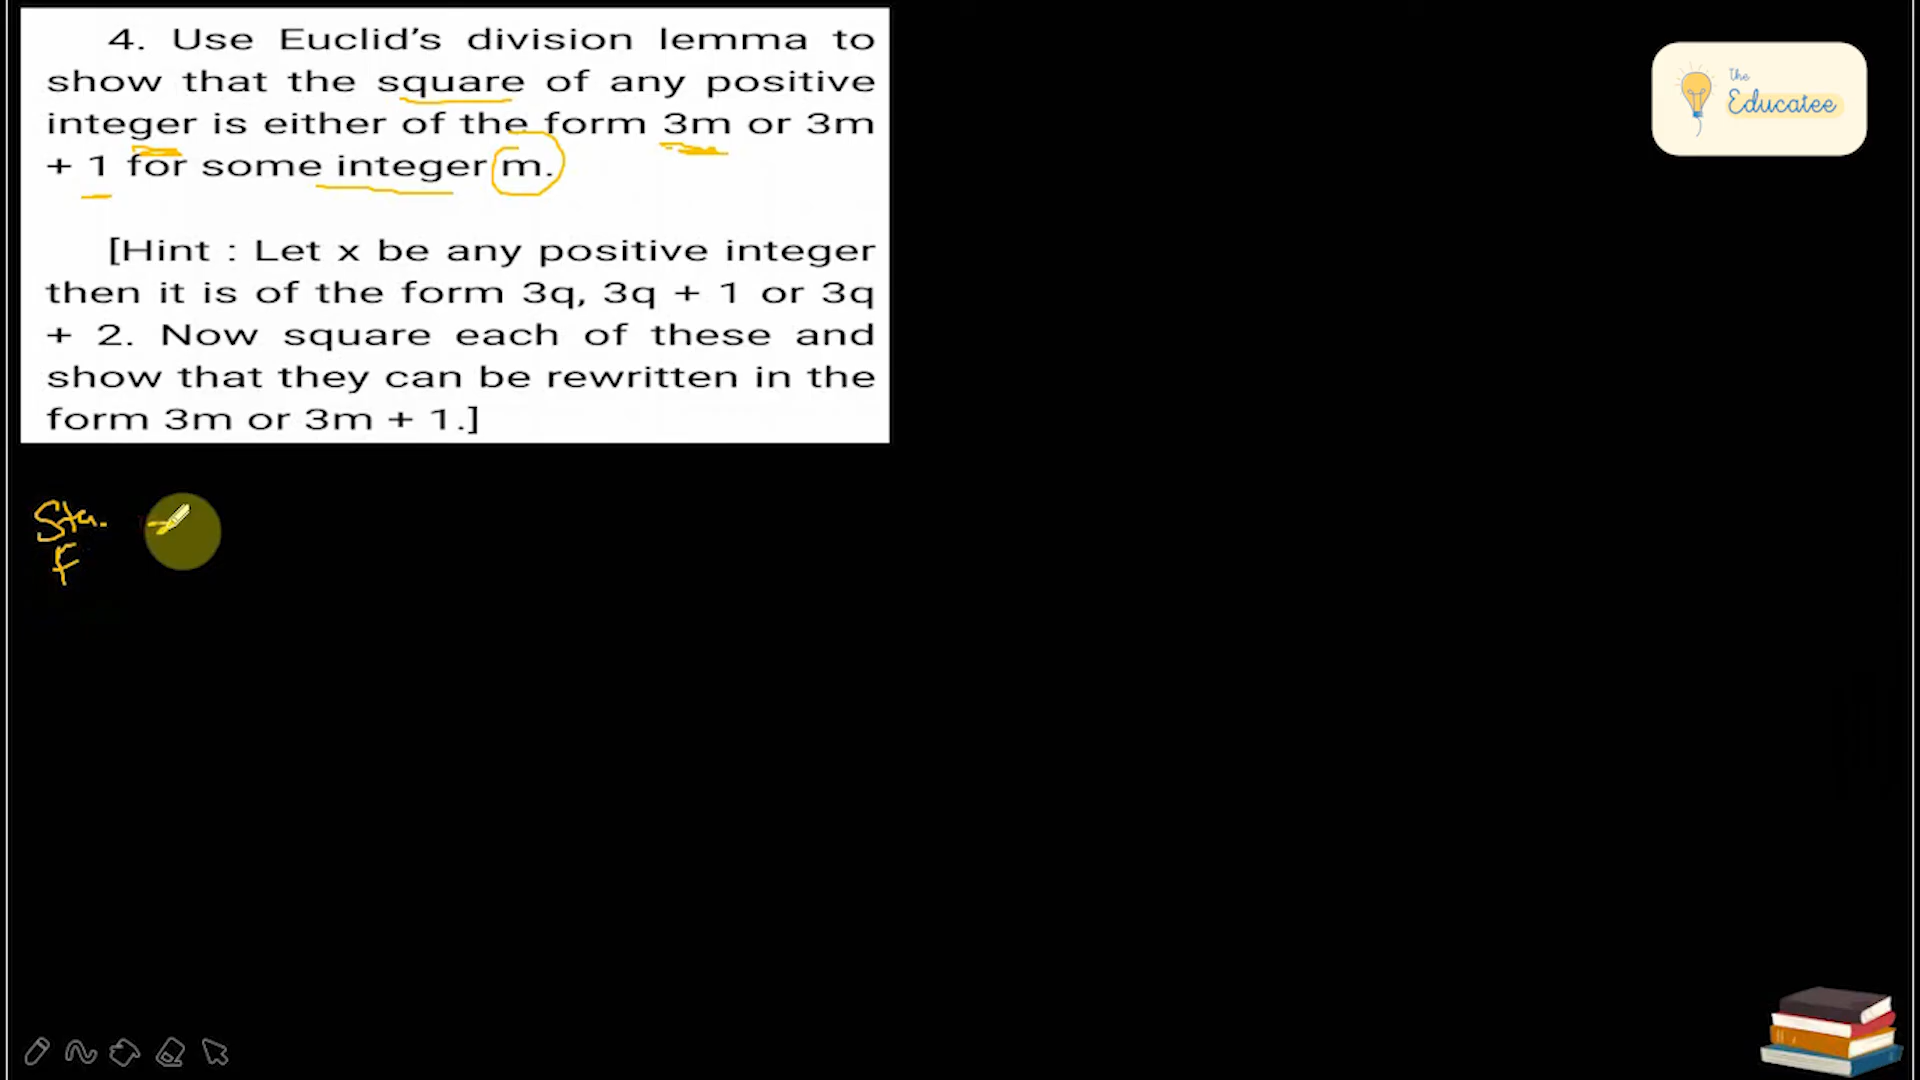 4. Use Euclid's division lemma to
show that the square of any positive
integer is either of the form 3m or 3m
+ 1 for some integer m.
[Hint : Let x be any positive integer
then it is of the form 3q, 3q + 1 or 3q
+ 2. Now square each of these and
show that they can be rewritten in the
form 3m or 3m + 1.]
The
Educatee
Sta.
F